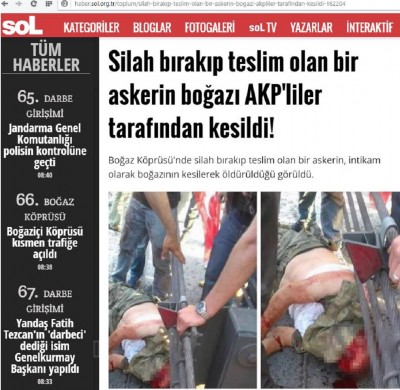 haber.sol.org.tr/toplum/silah-birakip-teslim-olan-bir-askerin-bogazi-akpliler-tarafindan-kesildi-162204
soL
KATEGORİLER
BLOGLAR
FOTOGALERİ
soL TV
YAZARLAR
İNTERAKTİF
TÜM
HABERLER
65. DARBE
GİRİŞİMİ
Jandarma Genel
Komutanlığı
polisin kontrolüne
geçti
08:40
66. BOĞAZ
KÖPRÜSÜ
Boğaziçi Köprüsü
kısmen trafiğe
açıldı
08:38
67. DARBE
GİRİŞİMİ
Yandaş Fatih
Tezcan'ın 'darbeci'
dediği isim
Genelkurmay
Başkanı yapıldı
08:33
Silah bırakıp teslim olan bir
askerin boğazı AKP'liler
tarafından kesildi!
Boğaz Köprüsü'nde silah bırakıp teslim olan bir askerin, intikam
olarak boğazının kesilerek öldürüldüğü görüldü.